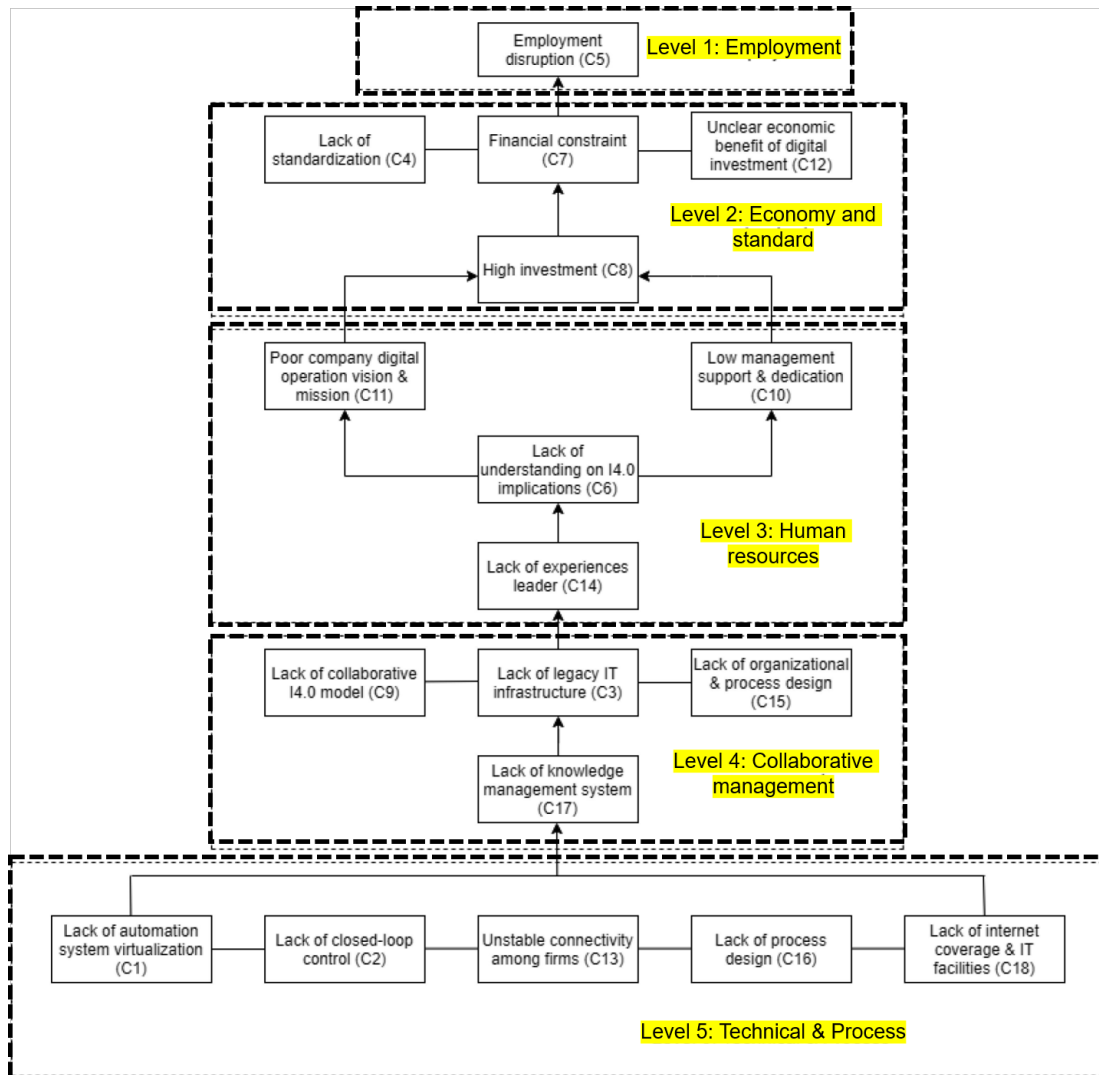 Employment
disruption (C5)
Level 1: Employment
Lack of
standardization (C4)
Financial constraint
(C7)
Unclear economic
benefit of digital
investment (C12)
Level 2: Economy and
standard
High investment (C8)
Poor company digital
operation vision &
mission (C11)
Low management
support & dedication
(C10)
Lack of
understanding on I4.0
implications (C6)
Level 3: Human
resources
Lack of experiences
leader (C14)
Lack of collaborative
I4.0 model (C9)
Lack of legacy IT
infrastructure (C3)
Lack of organizational
& process design
(C15)
Level 4: Collaborative
management
Lack of knowledge
management system
(C17)
Lack of automation
system virtualization
(C1)
Lack of closed-loop
control (C2)
Unstable connectivity
among firms (C13)
Lack of process
design (C16)
Lack of internet
coverage & IT
facilities (C18)
Level 5: Technical & Process